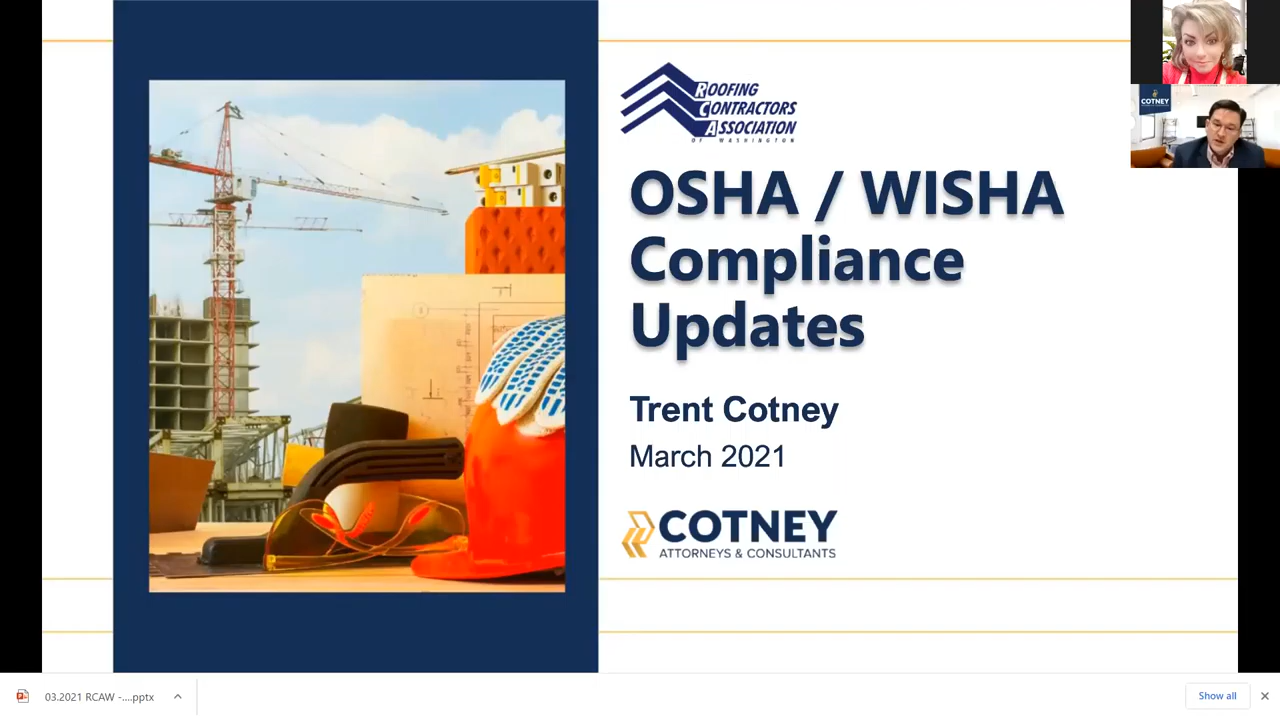 ROOFING
CONTRACTORS
ASSOCIATION
OF WASHINGTON
OSHA / WISHA
Compliance
Updates
Trent Cotney
March 2021
COTNEY
ATTORNEYS & CONSULTANTS
COTNEY
03.2021 RCAW -....pptx
Show all